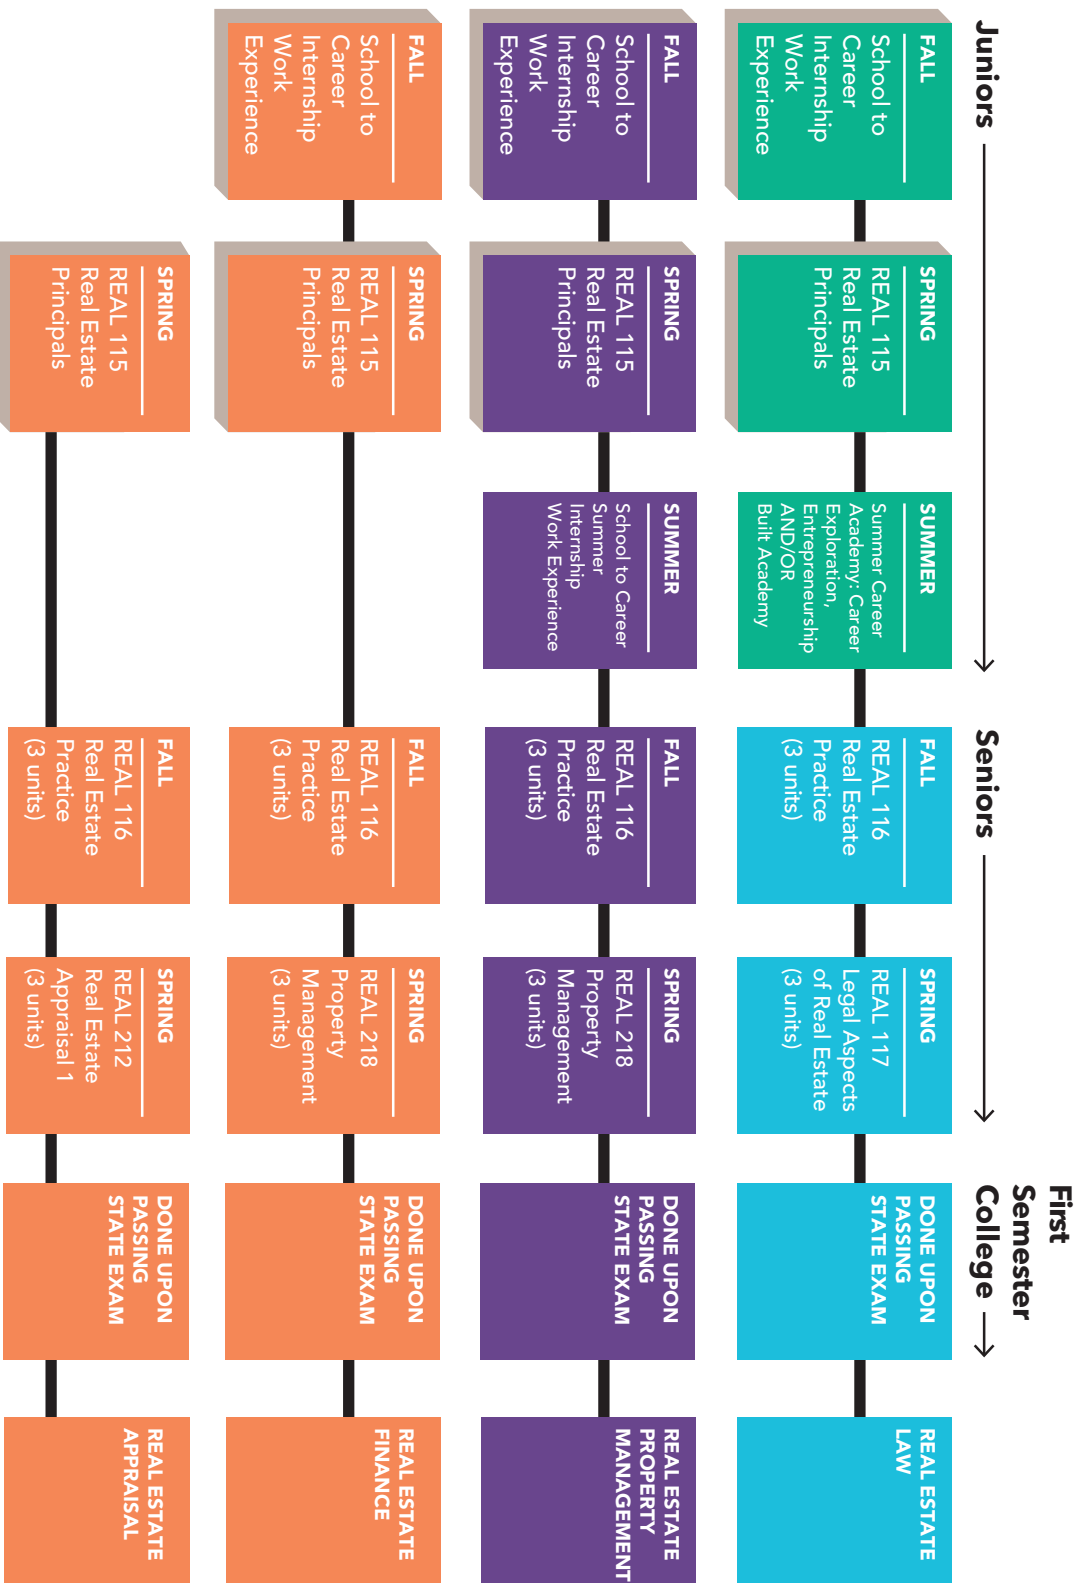 Juniors
Seniors
First
Semester
College
FALL
School to
Career
Internship
Work
Experience
SPRING
REAL 115
Real Estate
Principals
SUMMER
Summer Career
Academy: Career
Exploration,
Entrepreneurship
AND/OR
Built Academy
FALL
REAL 116
Real Estate
Practice
(3 units)
SPRING
REAL 117
Legal Aspects
of Real Estate
(3 units)
DONE UPON
PASSING
STATE EXAM
REAL ESTATE
LAW
FALL
School to
Career
Internship
Work
Experience
SPRING
REAL 115
Real Estate
Principals
SUMMER
School to Career
Summer
Internship
Work Experience
FALL
REAL 116
Real Estate
Practice
(3 units)
SPRING
REAL 218
Property
Management
(3 units)
DONE UPON
PASSING
STATE EXAM
REAL ESTATE
PROPERTY
MANAGEMENT
FALL
School to
Career
Internship
Work
Experience
SPRING
REAL 115
Real Estate
Principals
FALL
REAL 116
Real Estate
Practice
(3 units)
SPRING
REAL 218
Property
Management
(3 units)
DONE UPON
PASSING
STATE EXAM
REAL ESTATE
FINANCE
SPRING
REAL 115
Real Estate
Principals
FALL
REAL 116
Real Estate
Practice
(3 units)
SPRING
REAL 212
Real Estate
Appraisal 1
(3 units)
DONE UPON
PASSING
STATE EXAM
REAL ESTATE
APPRAISAL